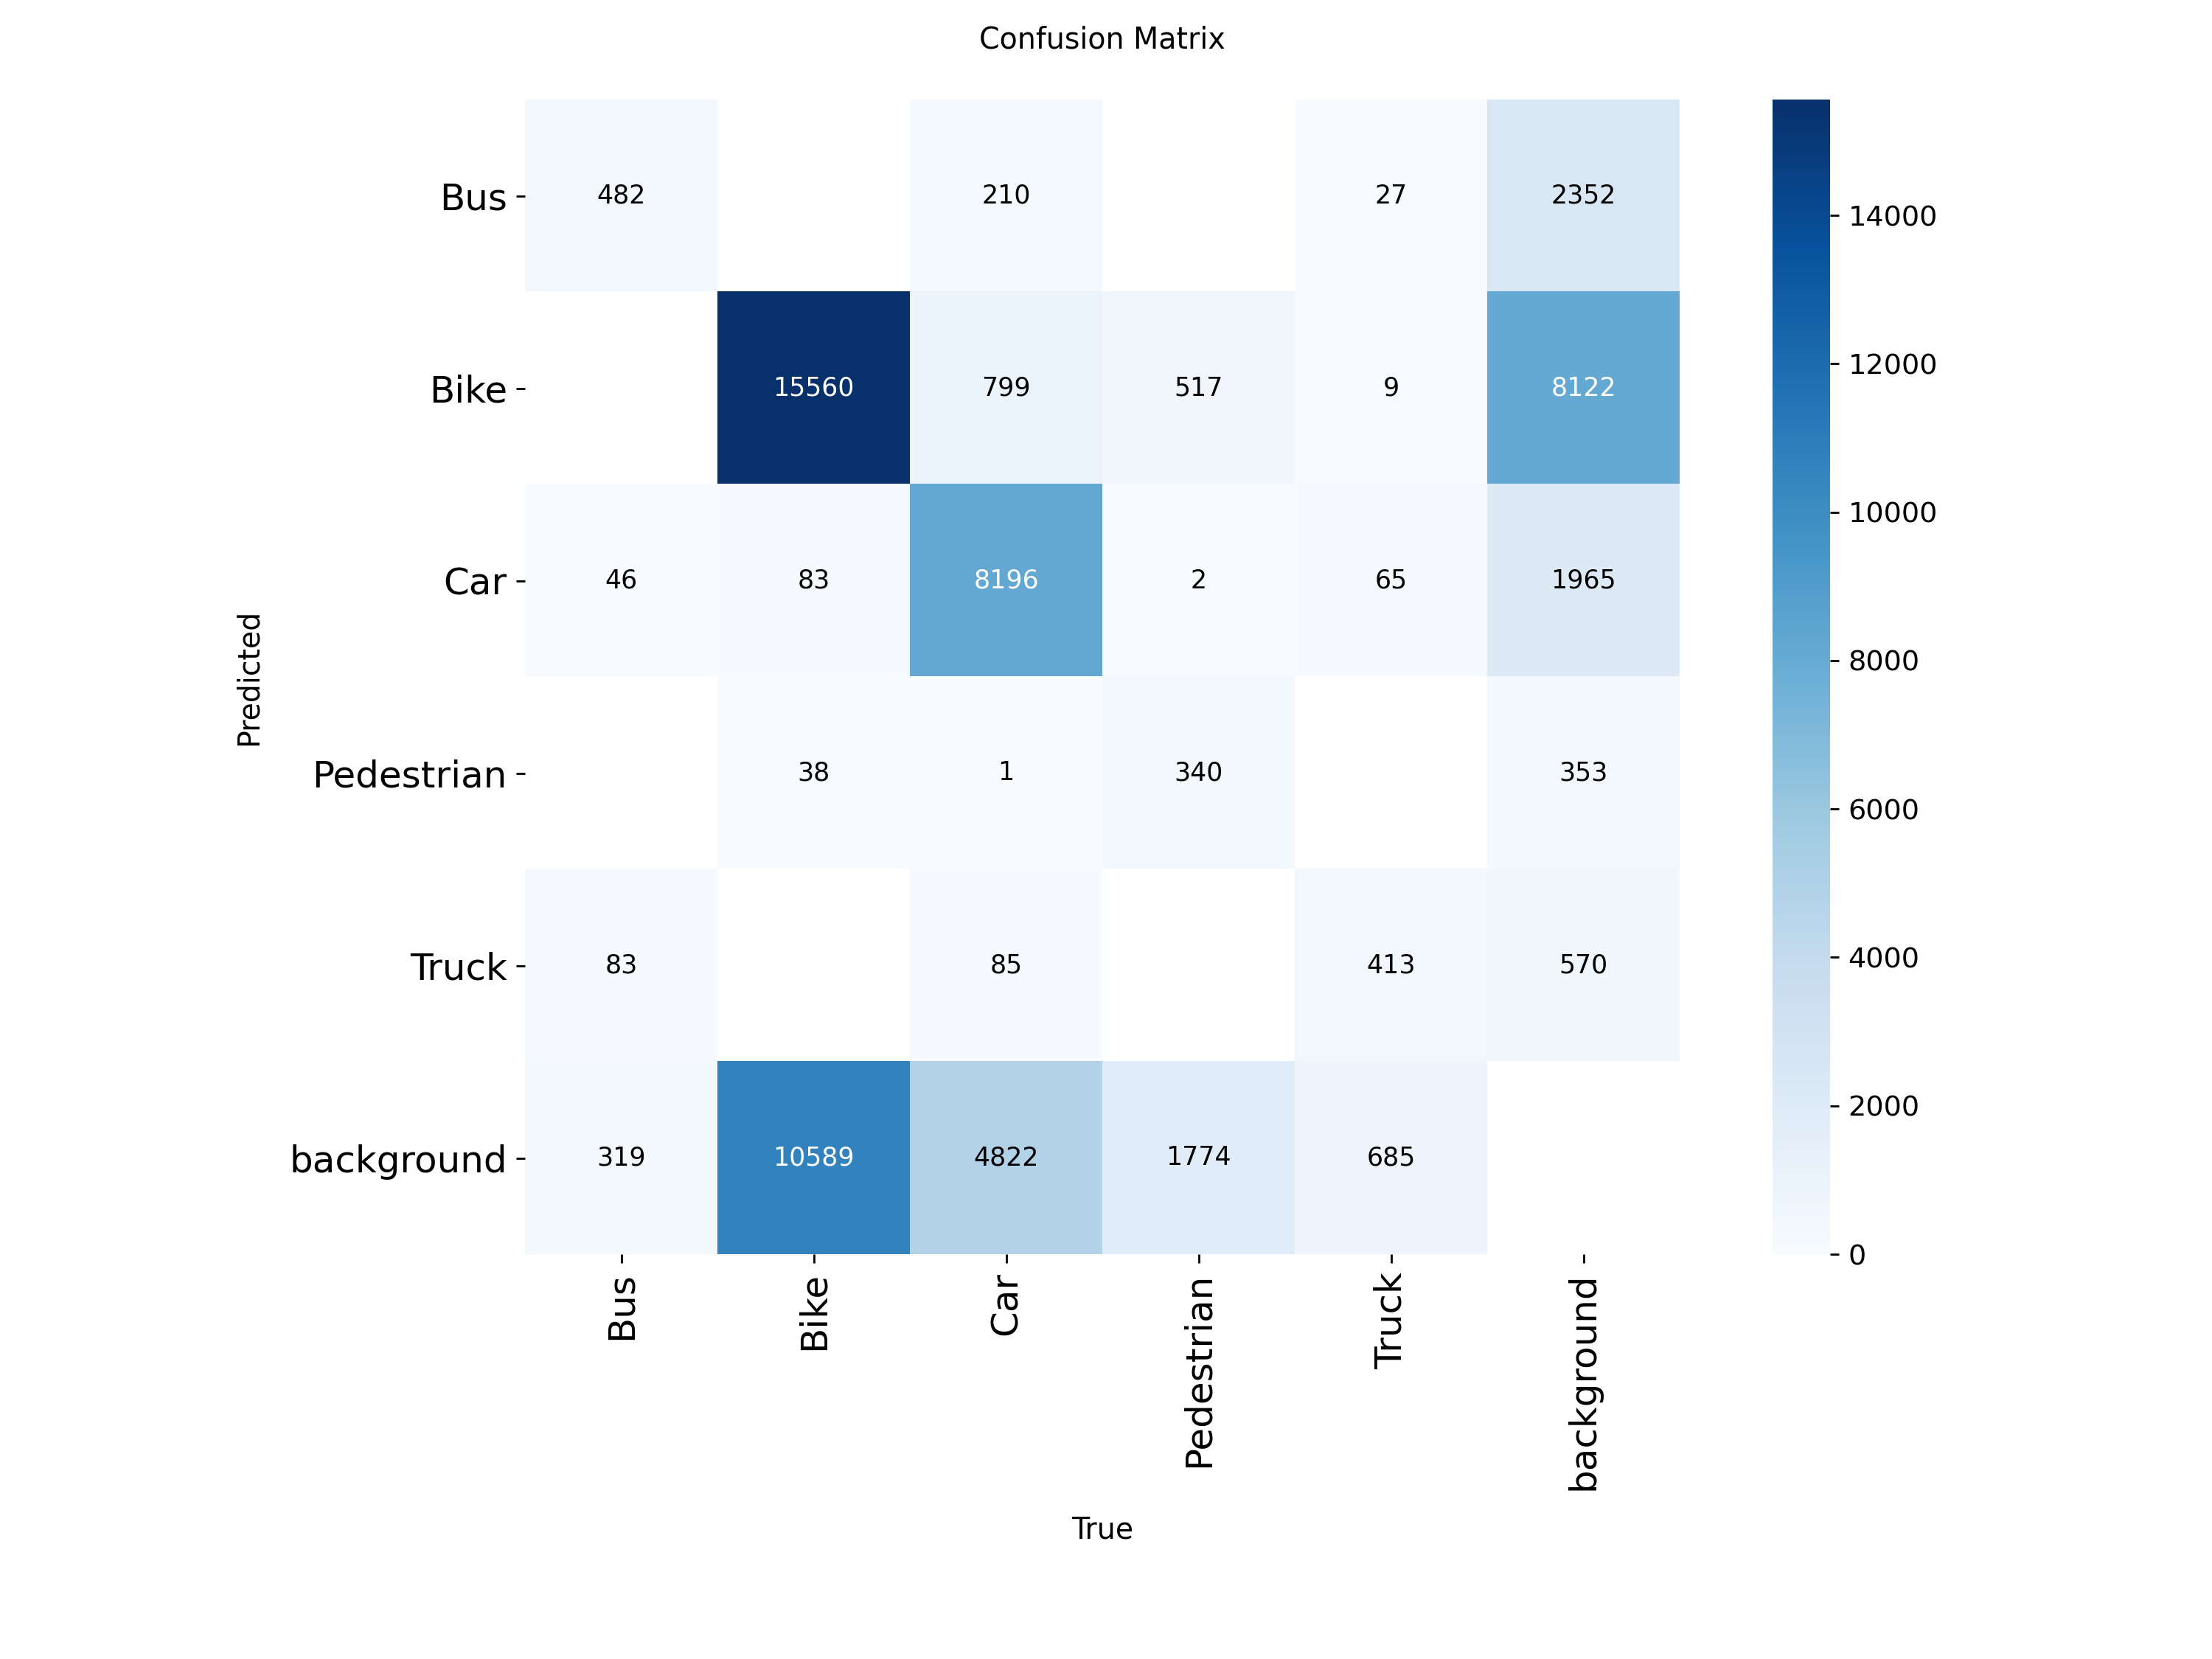 Confusion Matrix
Bus 482 210 27 2352
Bike 15560 799 517 9 8122
Car 46 83 8196 2 65 1965
Pedestrian 38 1 340 353
Truck 83 85 413 570
background 319 10589 4822 1774 685
Bus Bike Car Pedestrian Truck background
True
Predicted
14000
12000
10000
8000
6000
4000
2000
0